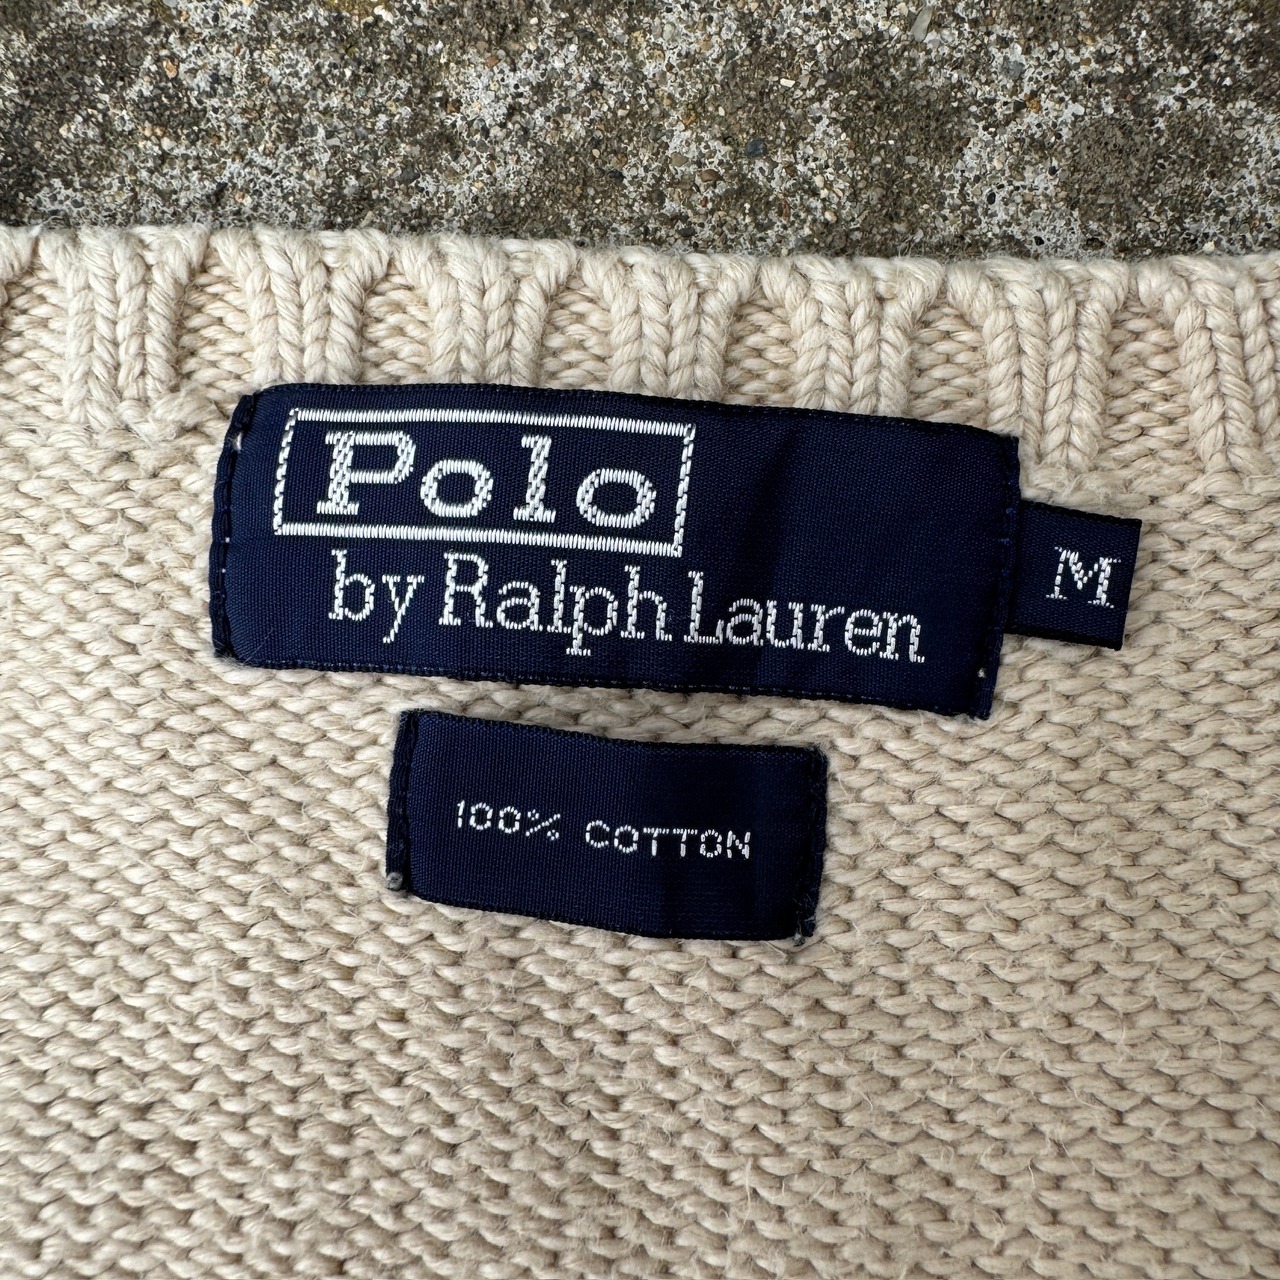 Polo
by Ralph Lauren
M
100% COTTON